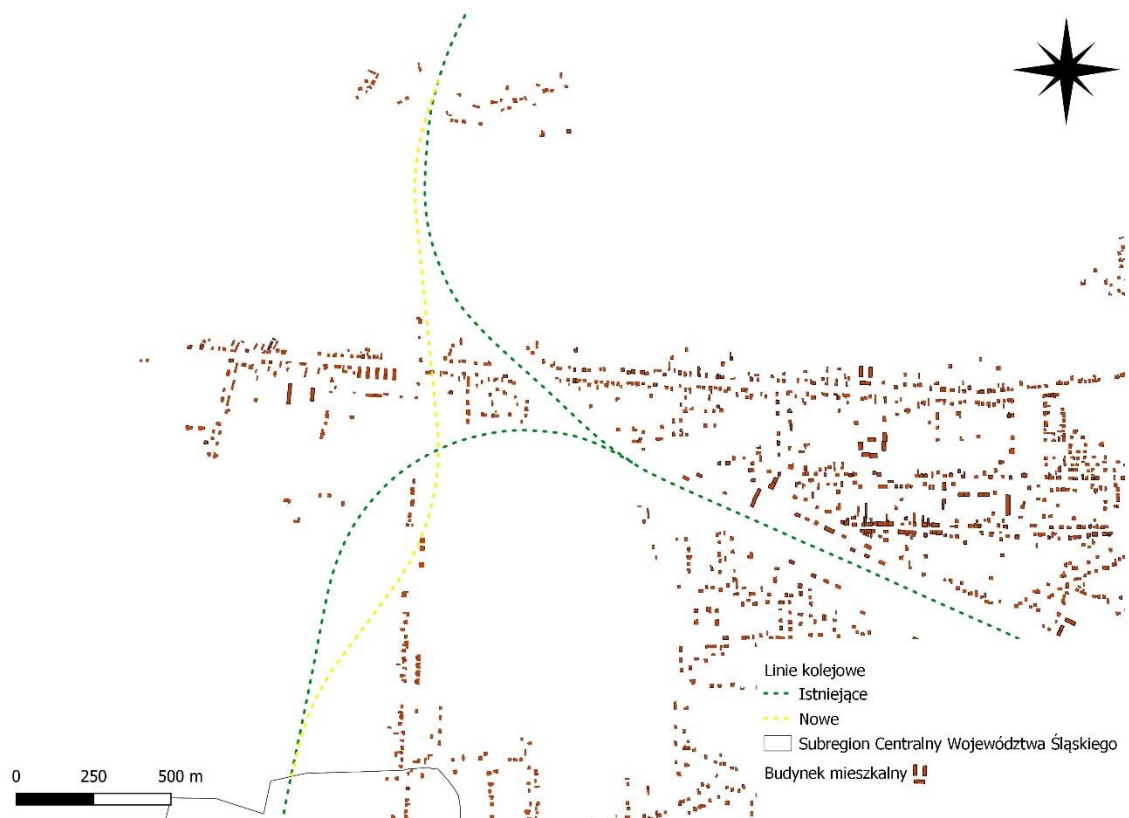 Linie kolejowe
Istniejące
Nowe
Subregion Centralny Województwa Śląskiego
Budynek mieszkalny
0 250 500 m